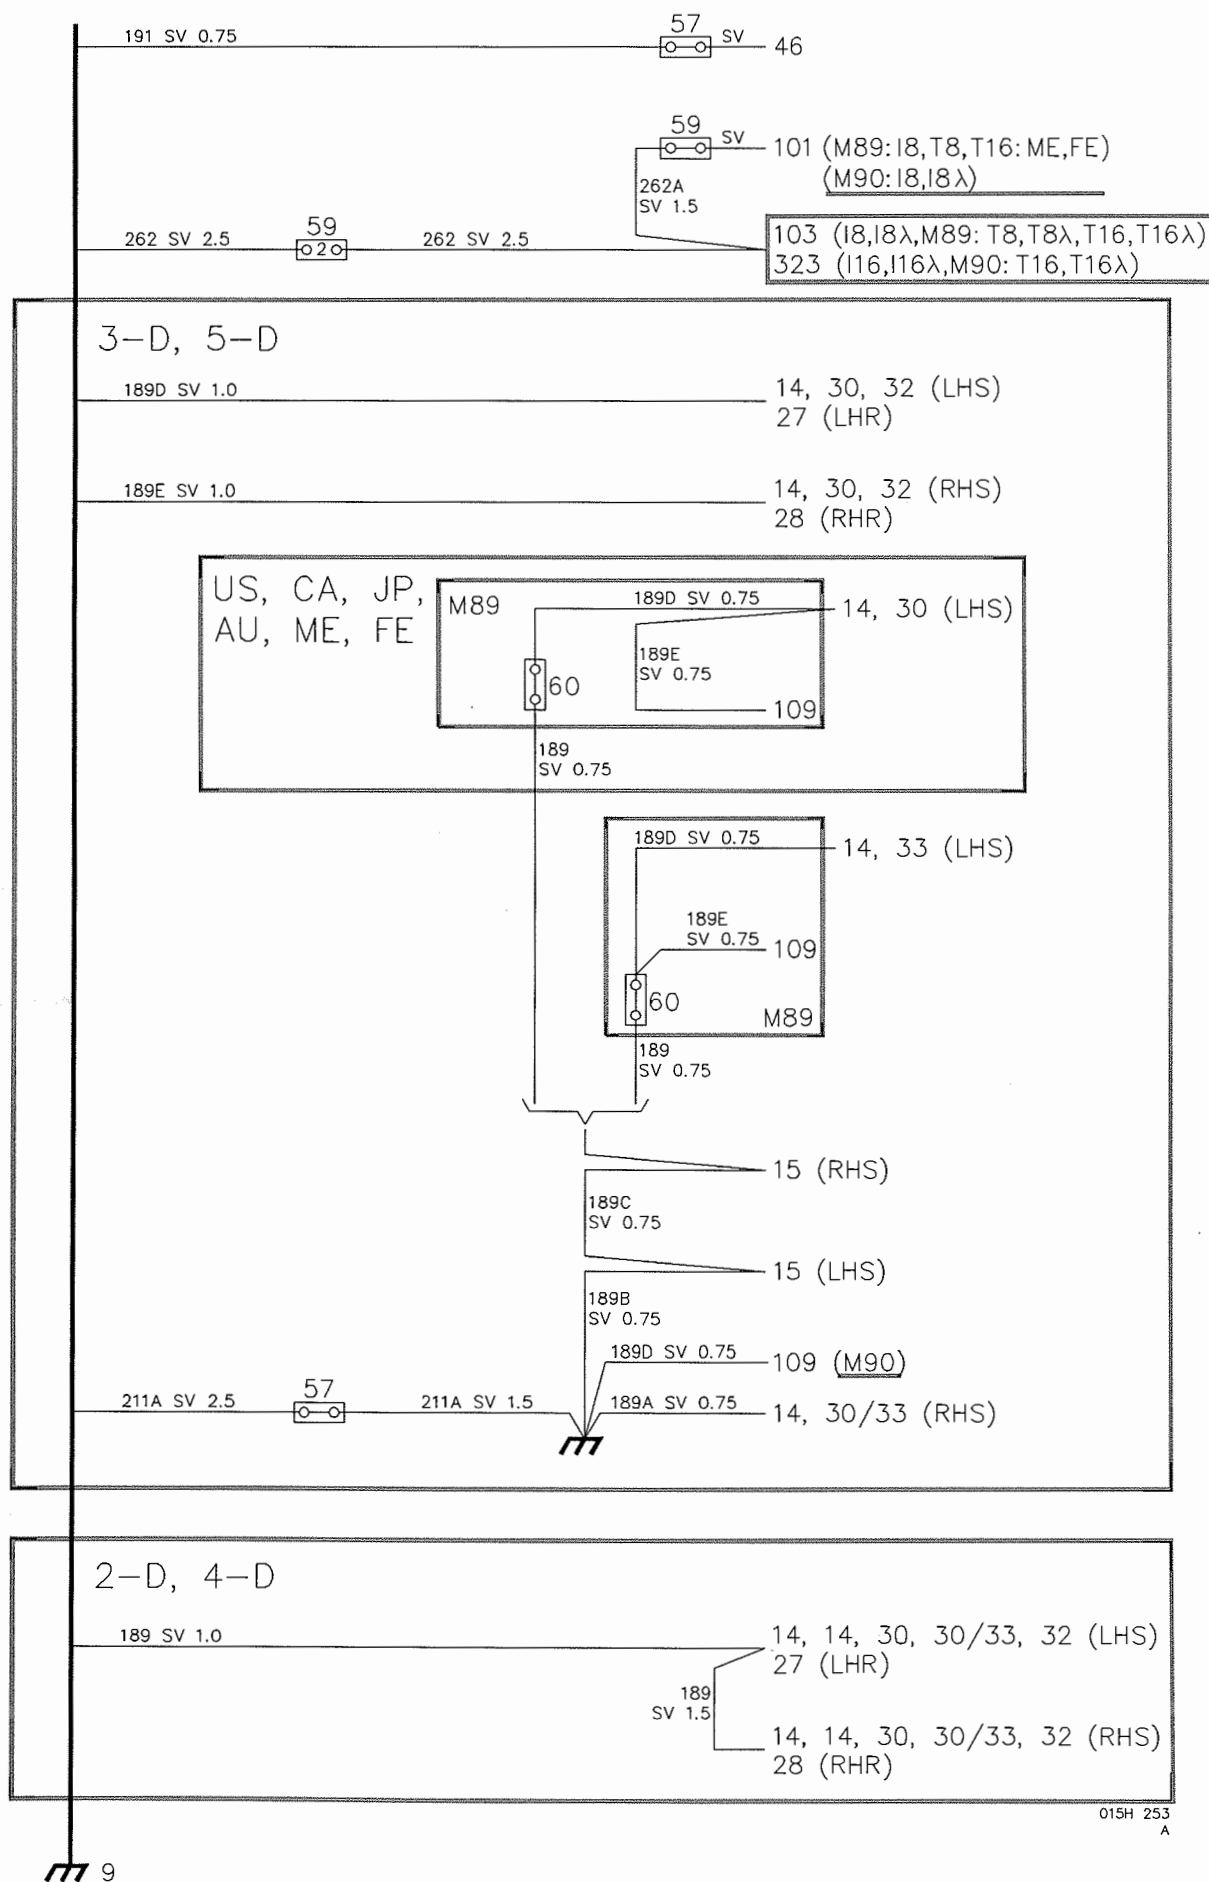 57
191 SV 0.75
SV
46
59
SV
101 (M89:I8,T8,T16:ME,FE)
(M90:I8,I8λ)
262A
SV 1.5
59
262 SV 2.5
2
262 SV 2.5
103 (I8,I8λ,M89:T8,T8λ,T16,T16λ)
323 (I16,I16λ,M90:T16,T16λ)
3-D, 5-D
189D SV 1.0
14, 30, 32 (LHS)
27 (LHR)
189E SV 1.0
14, 30, 32 (RHS)
28 (RHR)
US, CA, JP,
AU, ME, FE
M89
189D SV 0.75
14, 30 (LHS)
189E
SV 0.75
60
109
189
SV 0.75
189D SV 0.75
14, 33 (LHS)
189E
SV 0.75
109
60
M89
189
SV 0.75
15 (RHS)
189C
SV 0.75
15 (LHS)
189B
SV 0.75
189D SV 0.75
109 (M90)
57
211A SV 2.5
211A SV 1.5
189A SV 0.75
14, 30/33 (RHS)
2-D, 4-D
189 SV 1.0
14, 14, 30, 30/33, 32 (LHS)
27 (LHR)
189
SV 1.5
14, 14, 30, 30/33, 32 (RHS)
28 (RHR)
015H 253
A
9